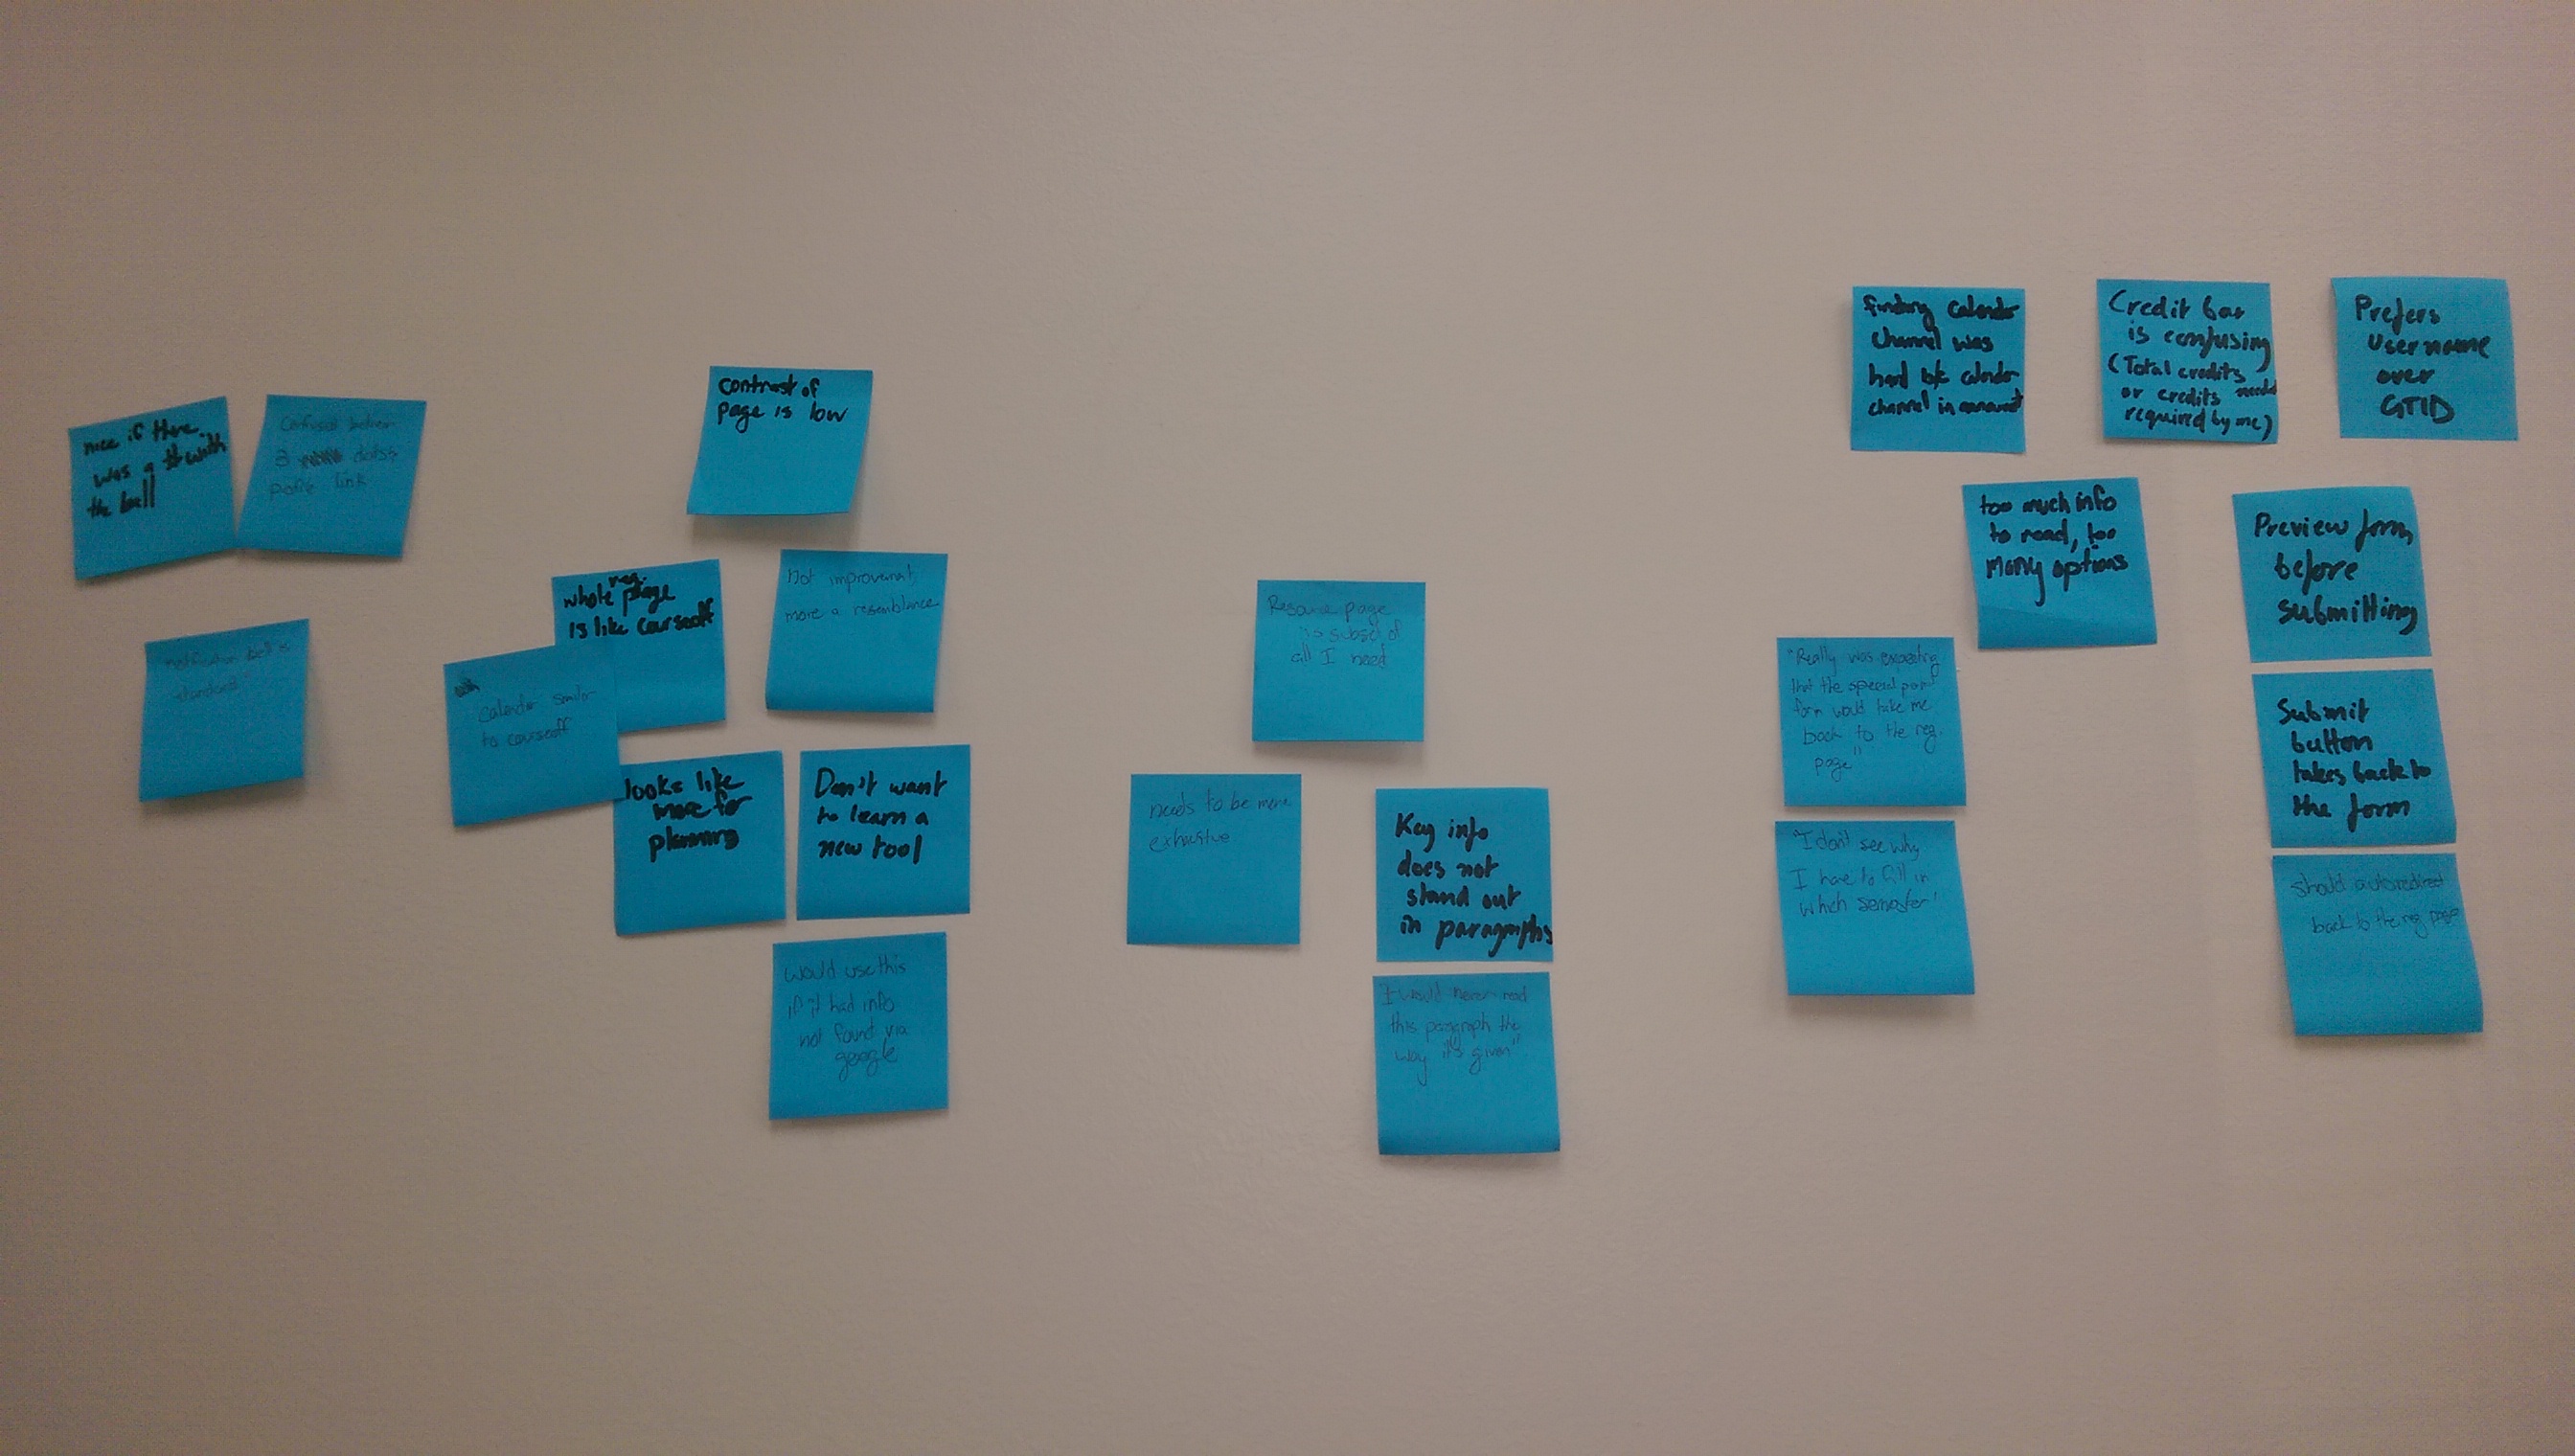 nice if there
was a # with
the bell
Confused between
3 dots &
profile link
notification bell is
standard"
contrast of
page is low
reg.
whole page
is like courseoff
Not improvement,
more a resemblance
calendar similar
to courseoff
looks like
more for
planning
Don't want
to learn a
new tool
would use this
if it had info
not found via
google
Resource page
is subset of
all I need
needs to be more
exhaustive
Key info
does not
stand out
in paragraphs
I would never read
this paragraph the
way it's given"
finding calendar
channel was
hard b/c calendar
channel in
Credit bar
is confusing
(Total credits
or credits needed
required by me)
Prefers
username
over
GTID
too much info
to read, too
many options
Preview form
before
submitting
"Really was expecting
that the
form would take me
back to the reg.
page"
Submit
button
takes back to
the form
"I don't see why
I have to fill in
which semester"
should autoredirect
back to the reg page